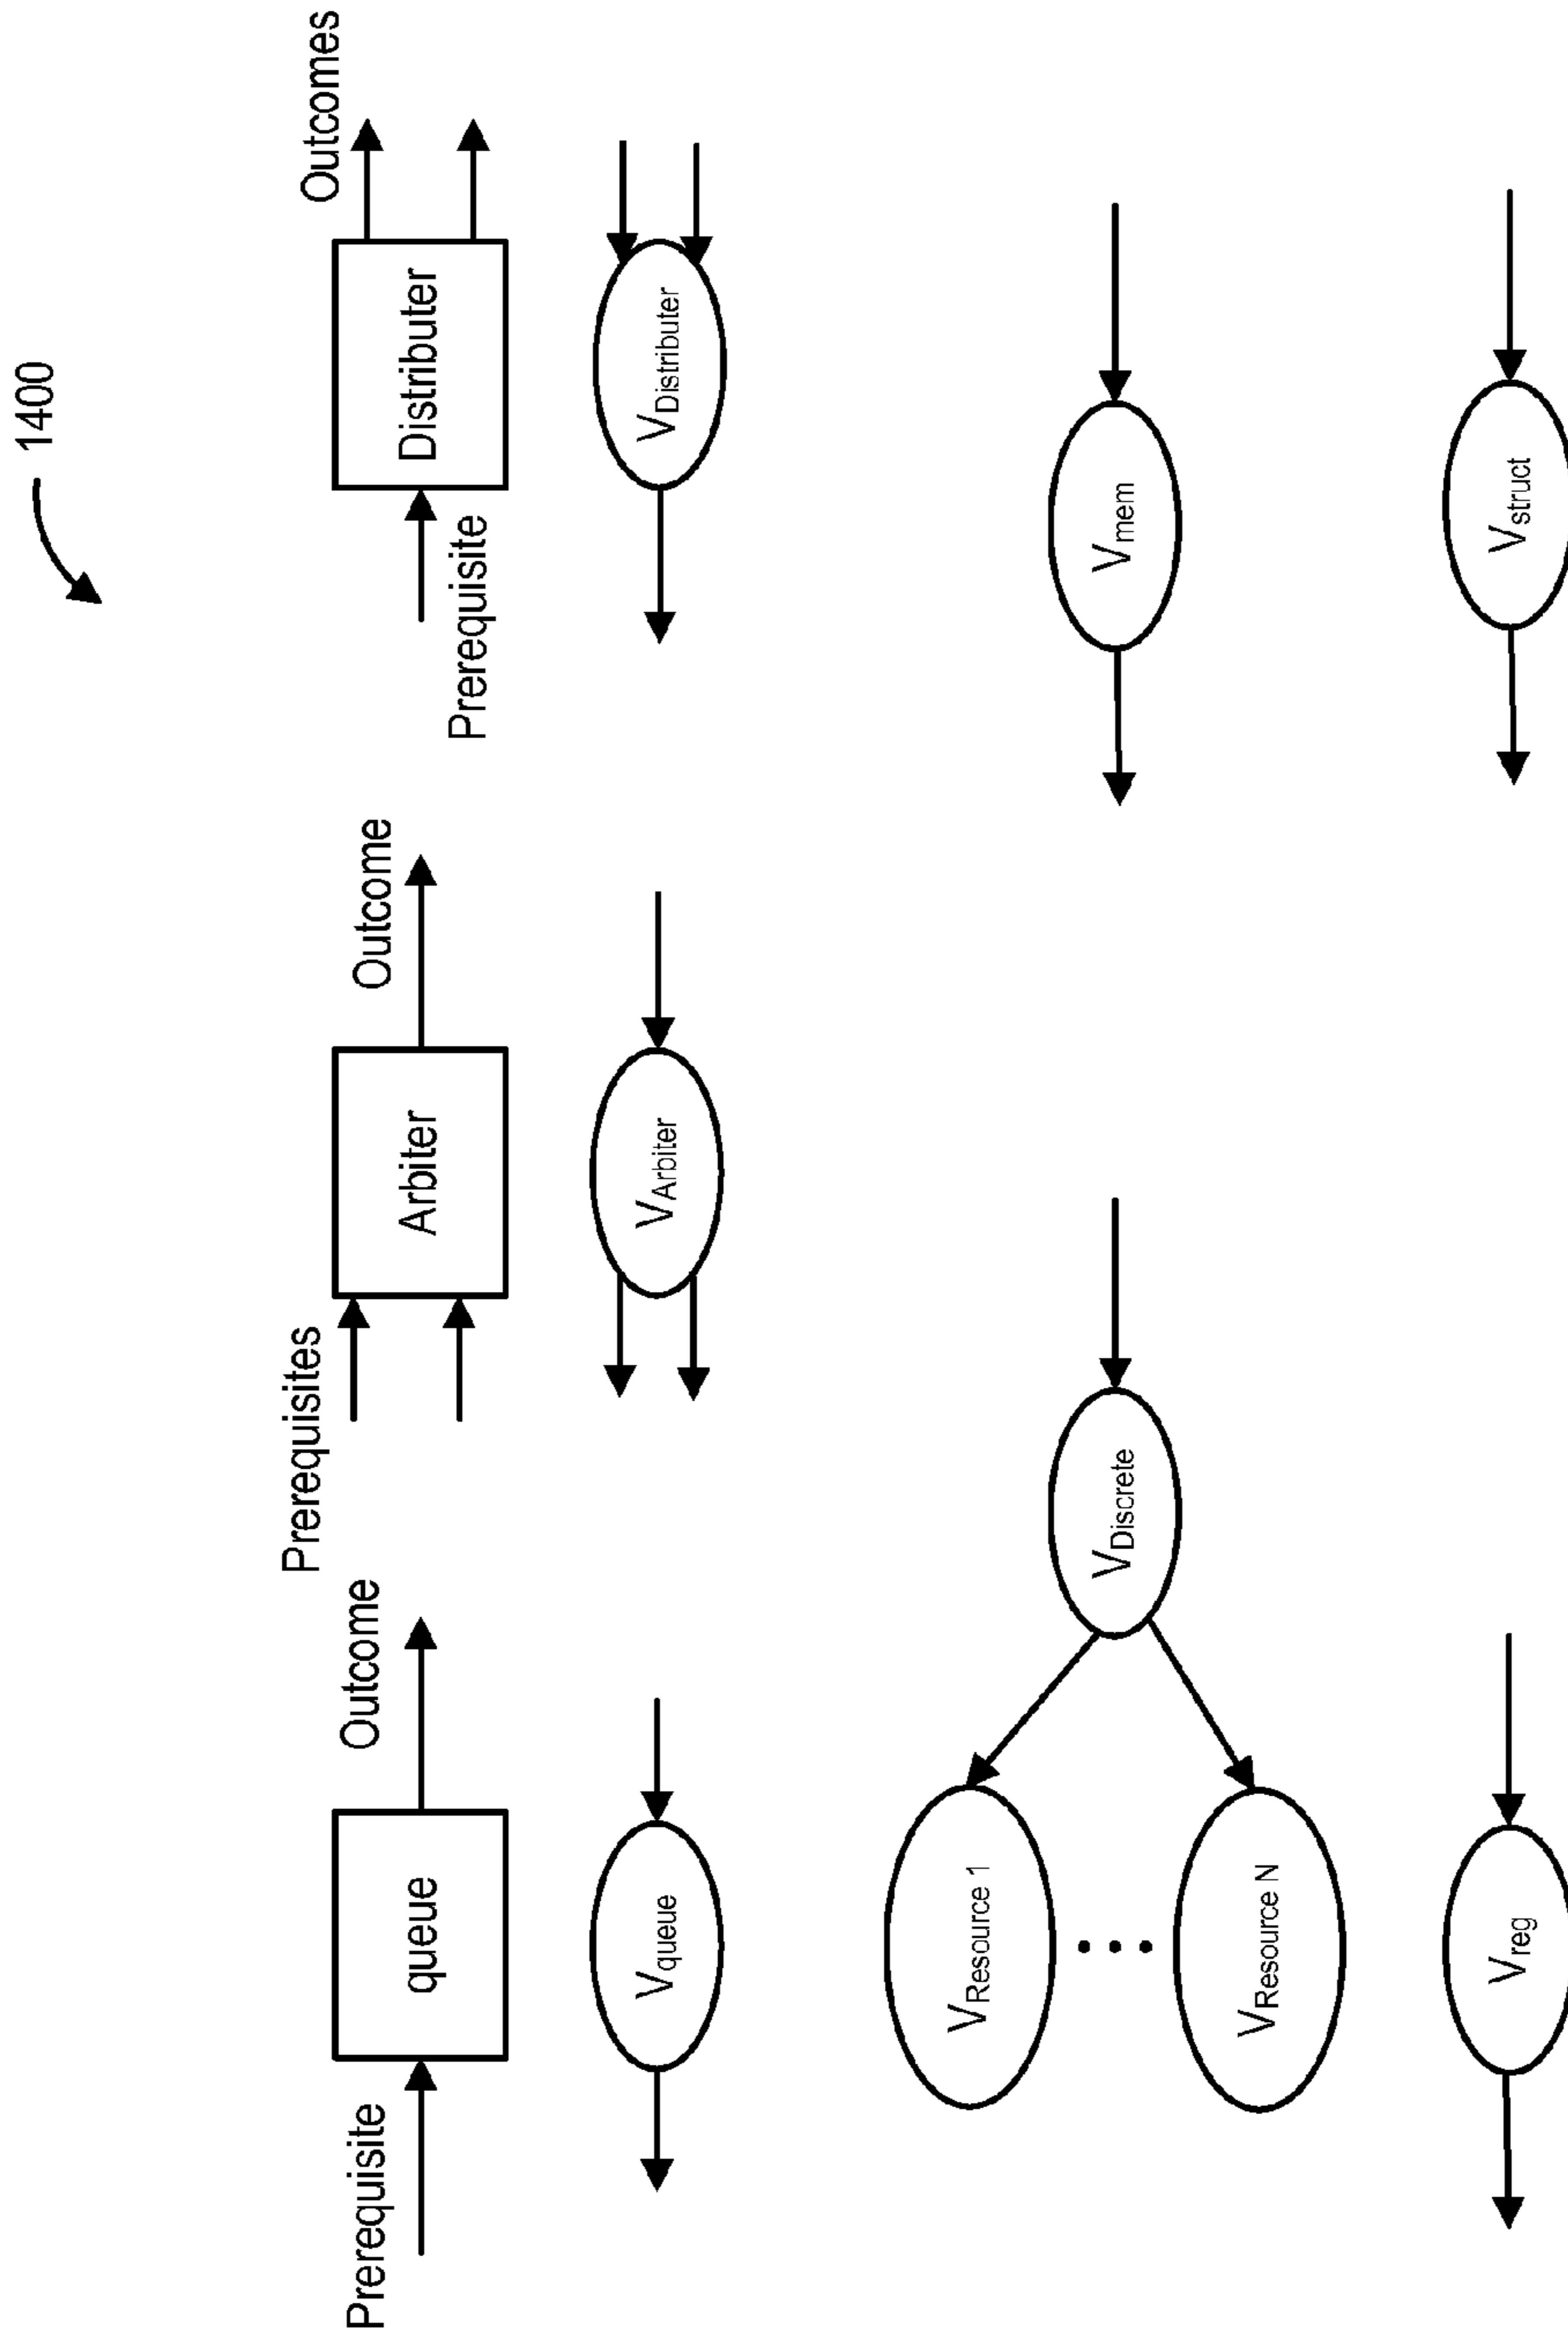 1400
Prerequisite
queue
Outcome
Prerequisites
Arbiter
Outcome
Prerequisite
Distributer
Outcomes
Vqueue
VArbiter
VDistributer
VResource 1
VResource N
VDiscrete
Vmem
Vreg
Vstruct